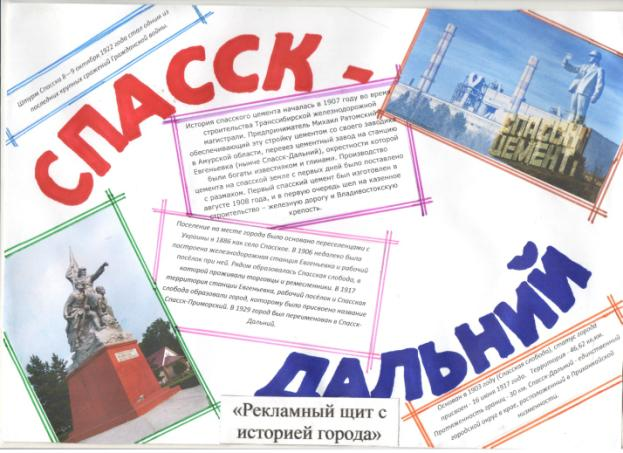 Штурм Спасска 8—9 октября 1922 года стал одним из
последних крупных сражений Гражданской войны.
СПАССК -
История спасского цемента началась в 1907 году во время
строительства Транссибирской железнодорожной
магистрали. Предприниматель Михаил Ратомский,
обеспечивающий эту стройку цементом со своего заводика
в Амурской области, перевез цементный завод на станцию
Евгеньевка (ныне Спасск-Дальний), окрестности которой
были богаты известняком и глинами. Производство
цемента на спасской земле с первых дней было поставлено
с размахом. Первый спасский цемент был изготовлен в
августе 1908 года, и в первую очередь шел на казенное
строительство – железную дорогу и Владивостокскую
крепость.
СПАССК
ЦЕМЕНТ
Поселение на месте города было основано переселенцами с
Украины в 1886 как село Спасское. В 1906 недалеко была
построена железнодорожная станция Евгеньевка и рабочий
посёлок при ней. Рядом образовалась Спасская слобода, в
которой проживали торговцы и ремесленники. В 1917
территория станции Евгеньевка, рабочий посёлок и Спасская
слобода образовали город, которому было присвоено название
Спасск-Приморский. В 1929 город был переименован в Спасск-
Дальний.
ДАЛЬНИЙ
Основан в 1903 году (Спасская слобода), статус города
присвоен - 16 июня 1917 года. Территория - 46,62 кв.км.
Протяженность границ - 30 км. Спасск-Дальний - единственный
городской округ в крае, расположенный в Приханкайской
низменности.
«Рекламный щит с
историей города»